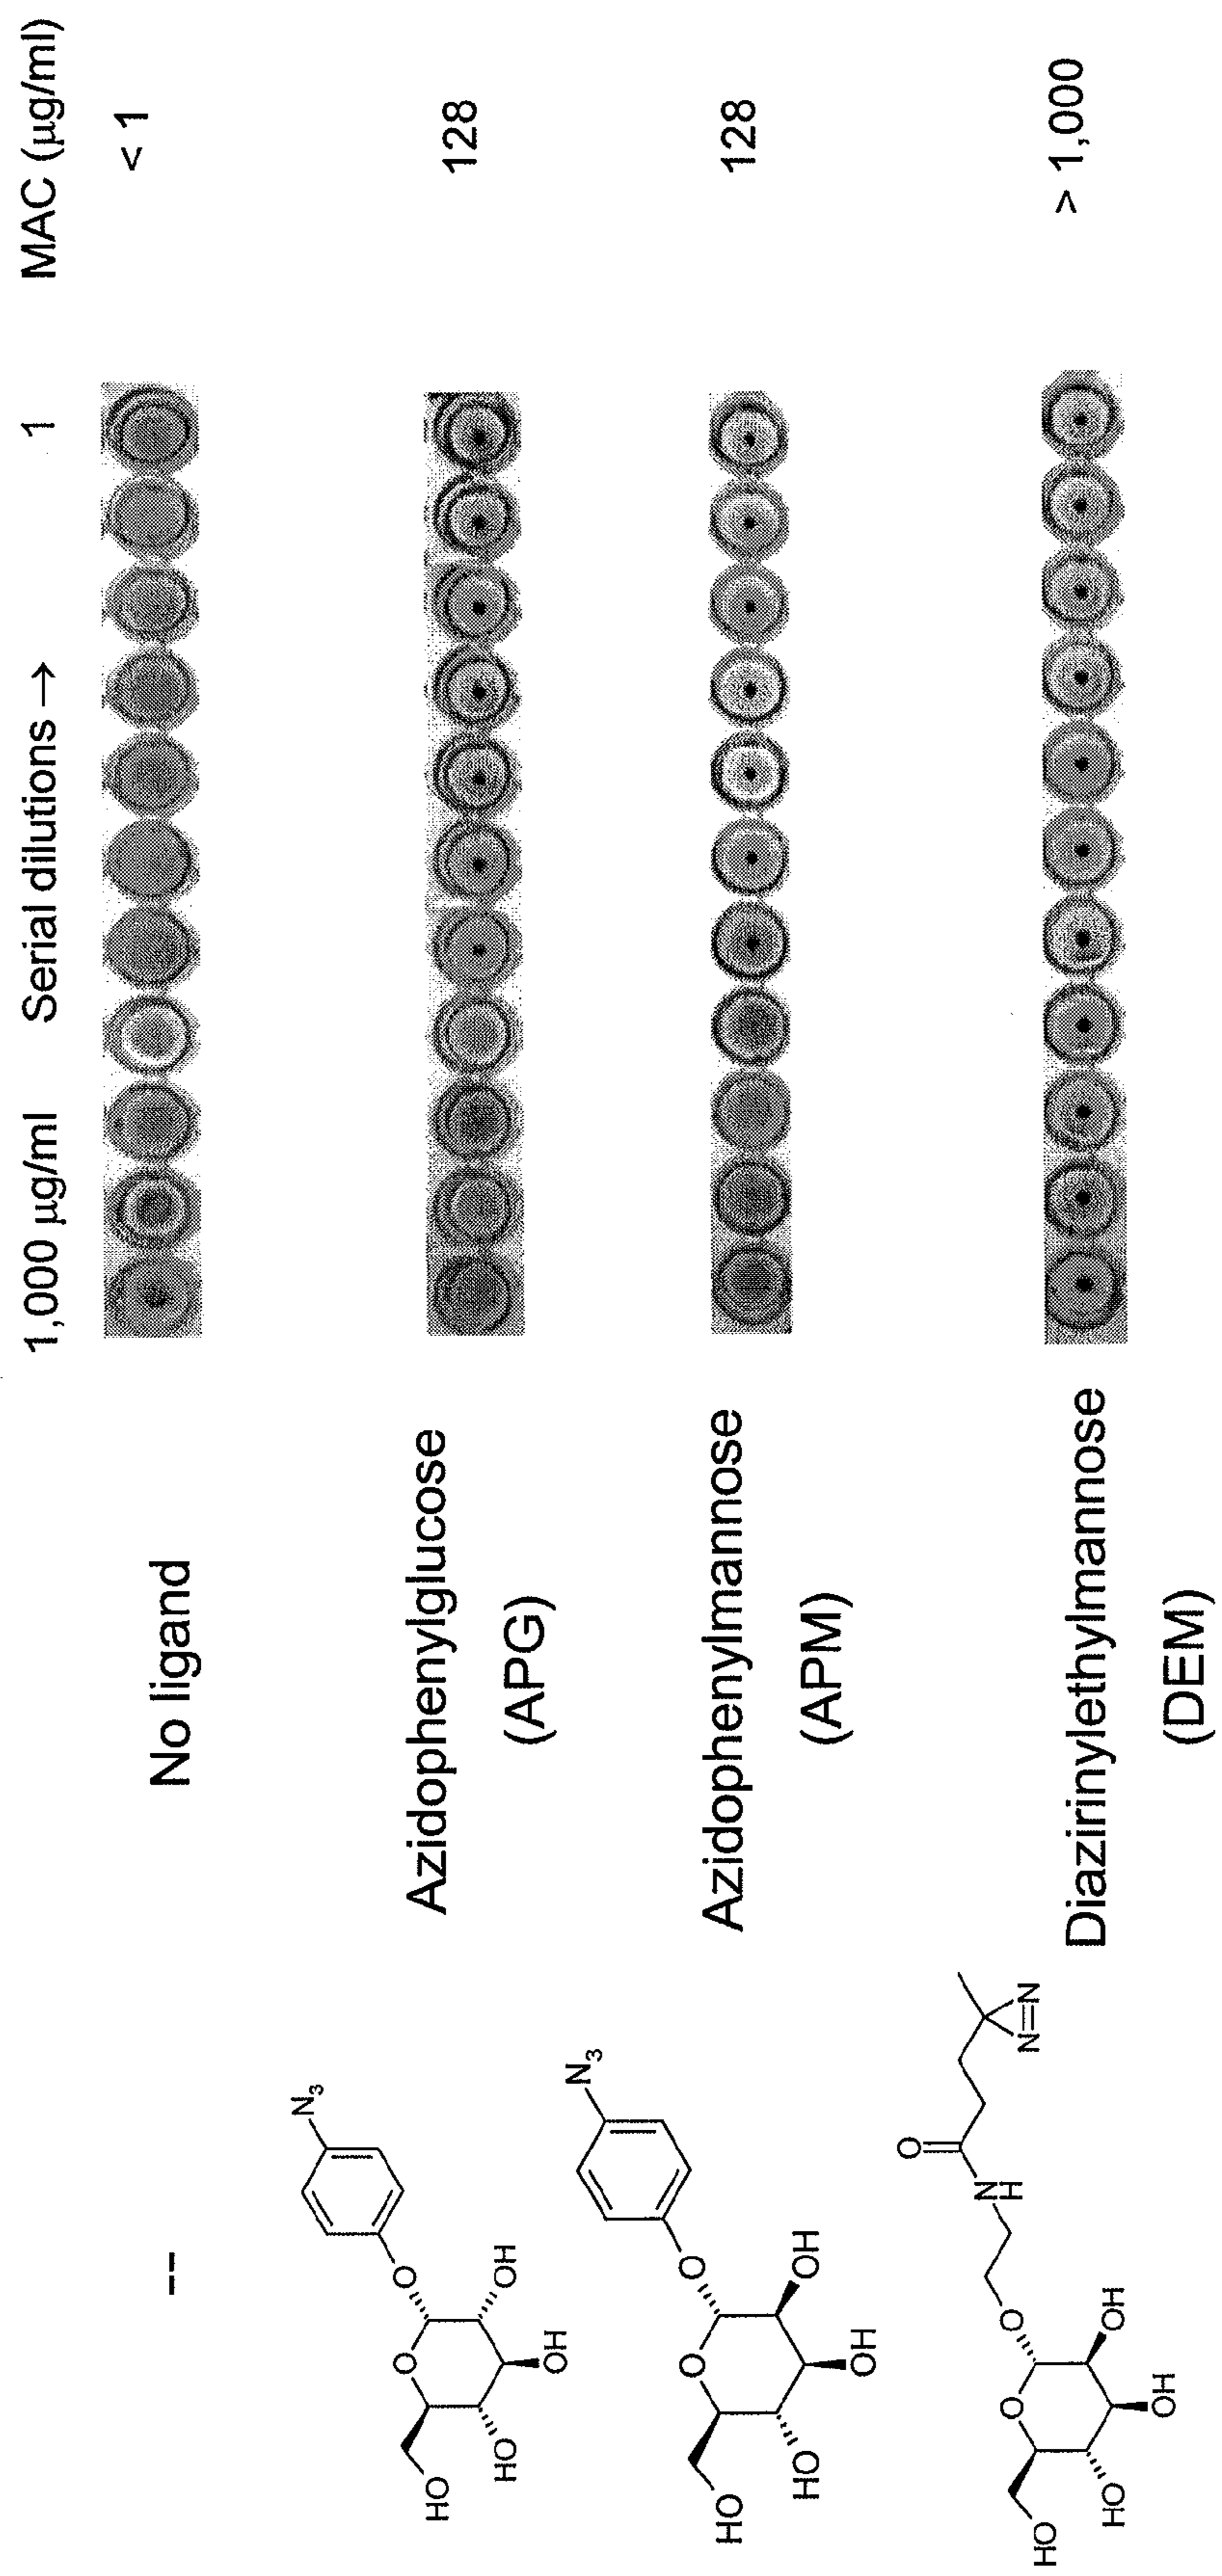 1,000 µg/ml Serial dilutions → 1 MAC (µg/ml)
-- No ligand < 1
HO HO OH OH O O N3
Azidophenylglucose 128
(APG)
HO HO OH OH O O N3
Azidophenylmannose 128
(APM)
HO HO OH OH O O N H O N=N
Diazirinylethylmannose > 1,000
(DEM)